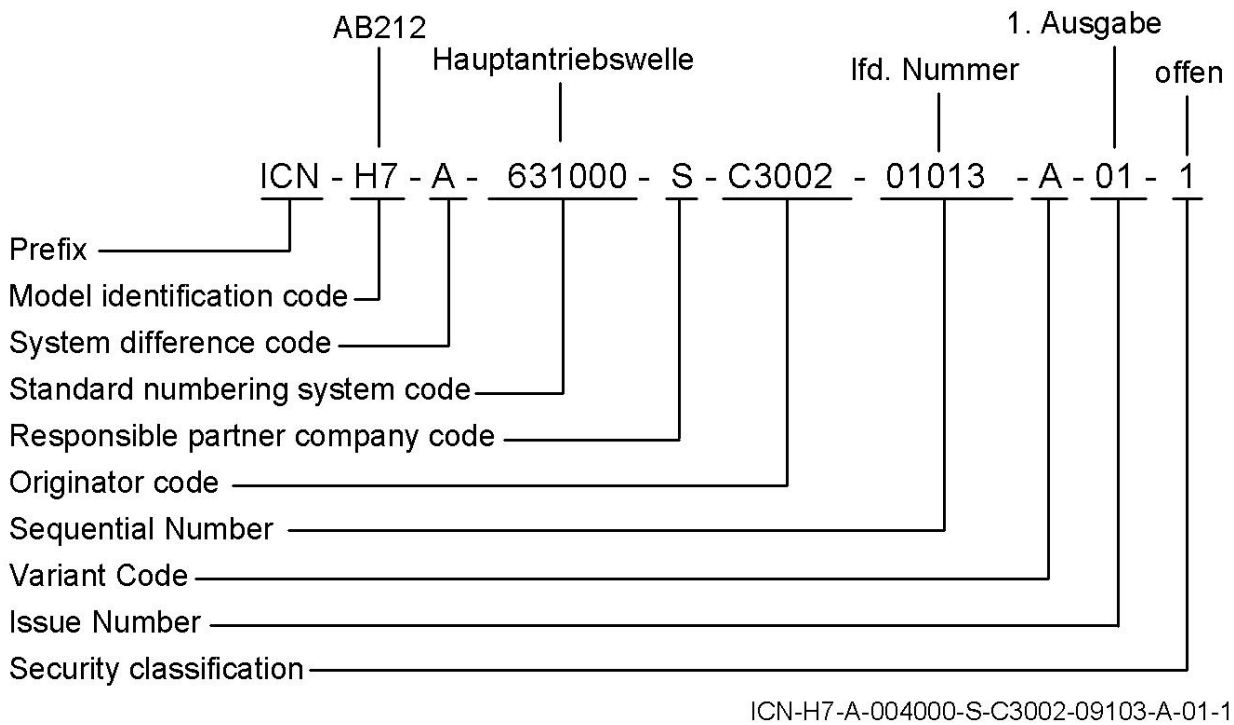 1. Ausgabe
AB212
Hauptantriebswelle
lfd. Nummer
offen
ICN - H7 - A - 631000 - S - C3002 - 01013 - A - 01 - 1
Prefix
Model identification code
System difference code
Standard numbering system code
Responsible partner company code
Originator code
Sequential Number
Variant Code
Issue Number
Security classification
ICN-H7-A-004000-S-C3002-09103-A-01-1